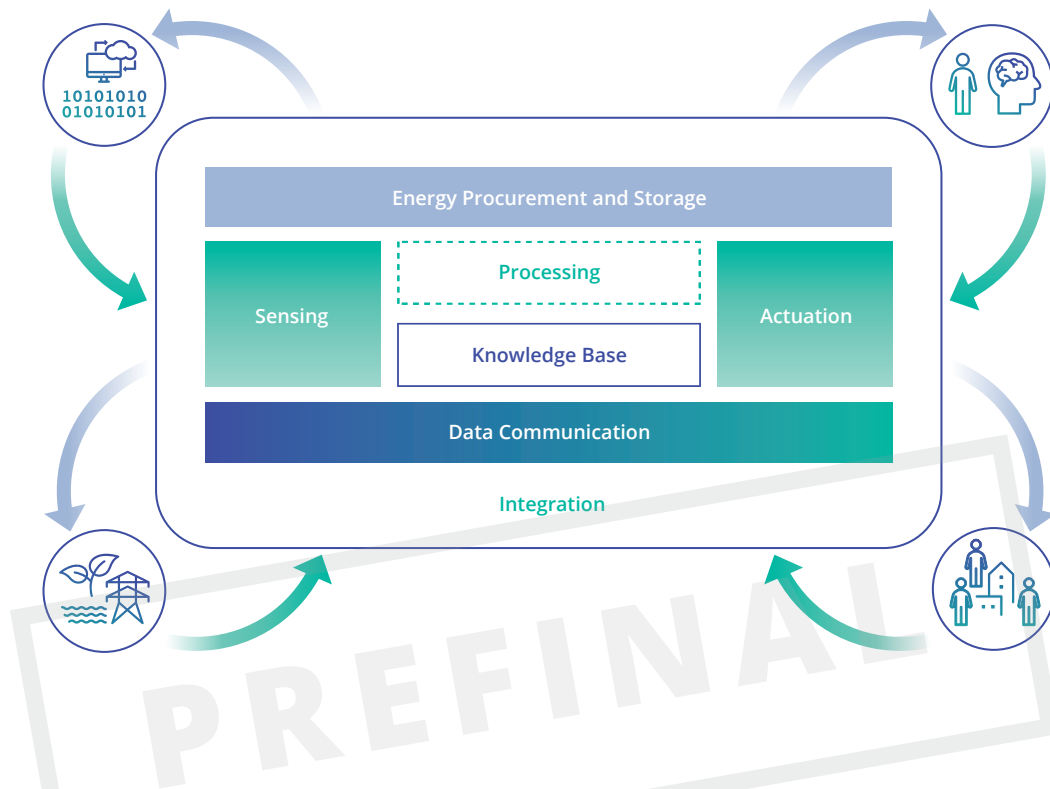 10101010
01010101
Energy Procurement and Storage
Sensing
Processing
Knowledge Base
Actuation
Data Communication
Integration
PREFINAL